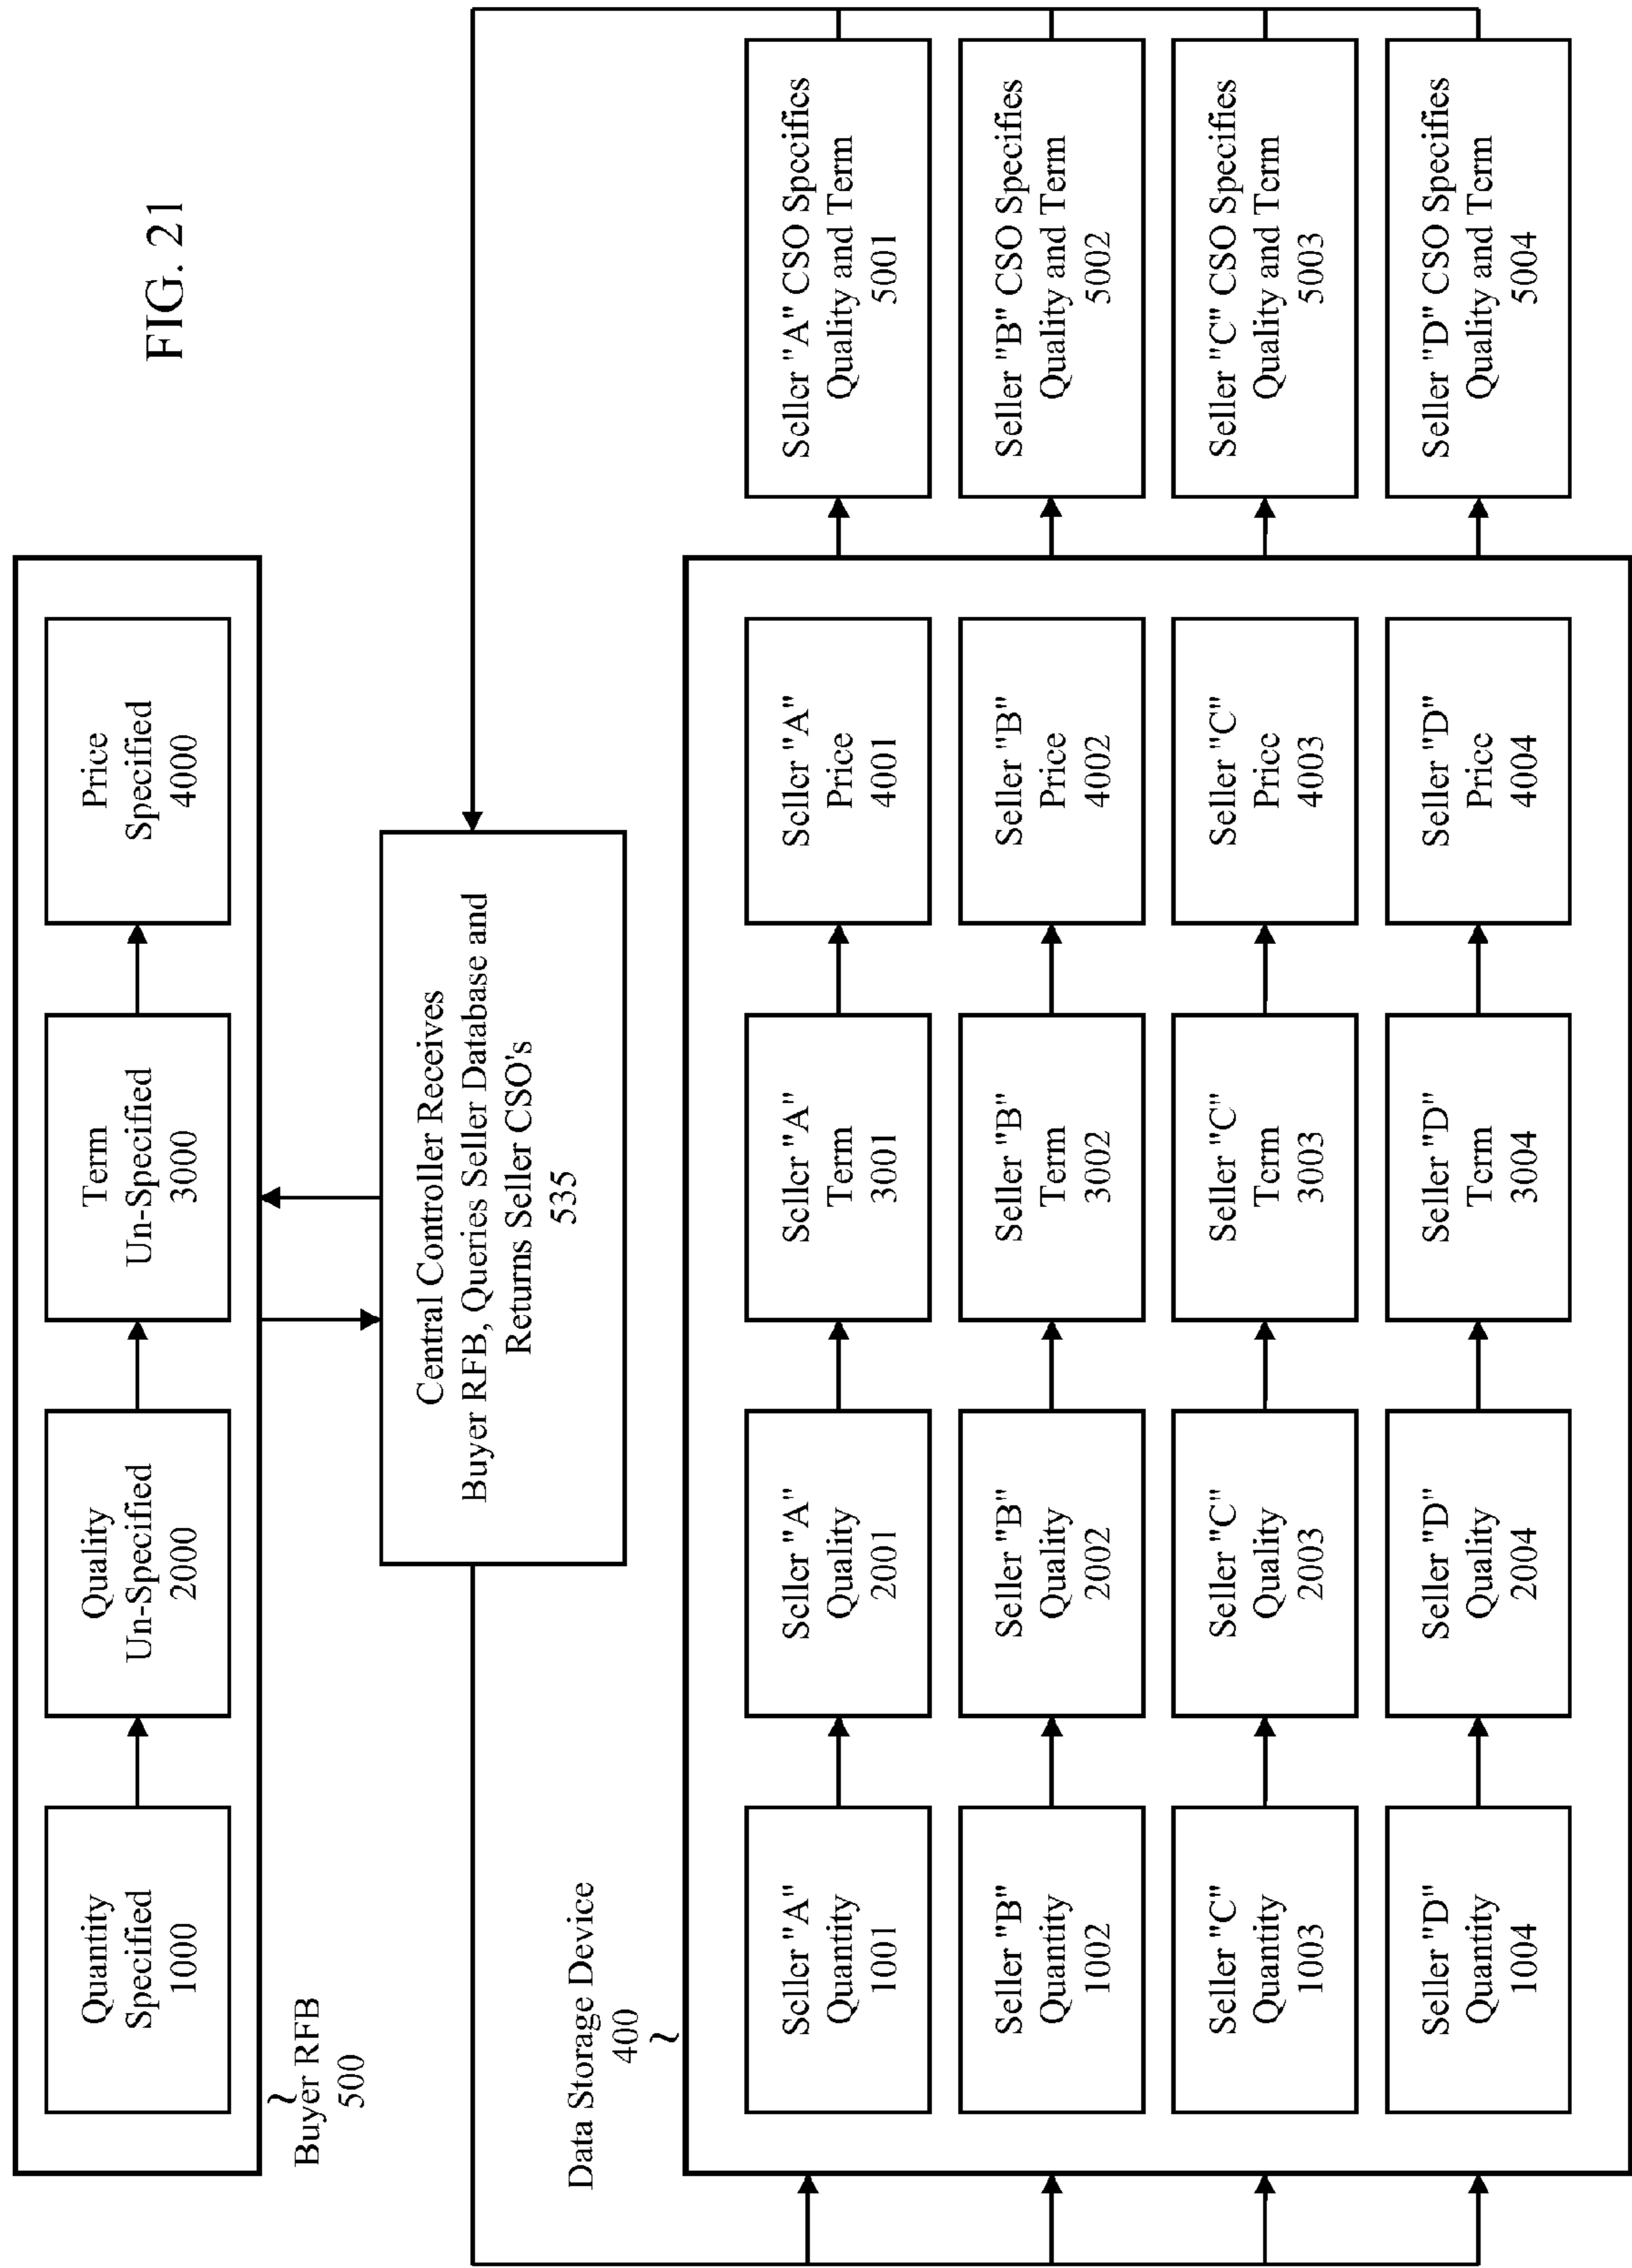 FIG. 21
Quantity
Specified
1000
Quality
Un-Specified
2000
Term
Un-Specified
3000
Price
Specified
4000
Buyer RFB
500
Central Controller Receives
Buyer RFB, Queries Seller Database and
Returns Seller CSO's
535
Data Storage Device
400
Seller "A"
Quantity
1001
Seller "A"
Quality
2001
Seller "A"
Term
3001
Seller "A"
Price
4001
Seller "A" CSO Specifies
Quality and Term
5001
Seller "B"
Quantity
1002
Seller "B"
Quality
2002
Seller "B"
Term
3002
Seller "B"
Price
4002
Seller "B" CSO Specifies
Quality and Term
5002
Seller "C"
Quantity
1003
Seller "C"
Quality
2003
Seller "C"
Term
3003
Seller "C"
Price
4003
Seller "C" CSO Specifies
Quality and Term
5003
Seller "D"
Quantity
1004
Seller "D"
Quality
2004
Seller "D"
Term
3004
Seller "D"
Price
4004
Seller "D" CSO Specifies
Quality and Term
5004